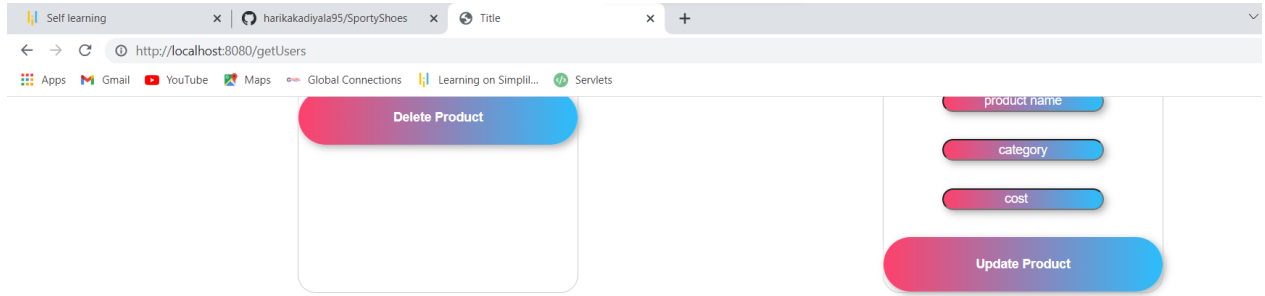 Self learning harikakadiyala95/SportyShoes Title
http://localhost:8080/getUsers
Apps Gmail YouTube Maps Global Connections Learning on Simplil... Servlets
product name
Delete Product
category
cost
Update Product